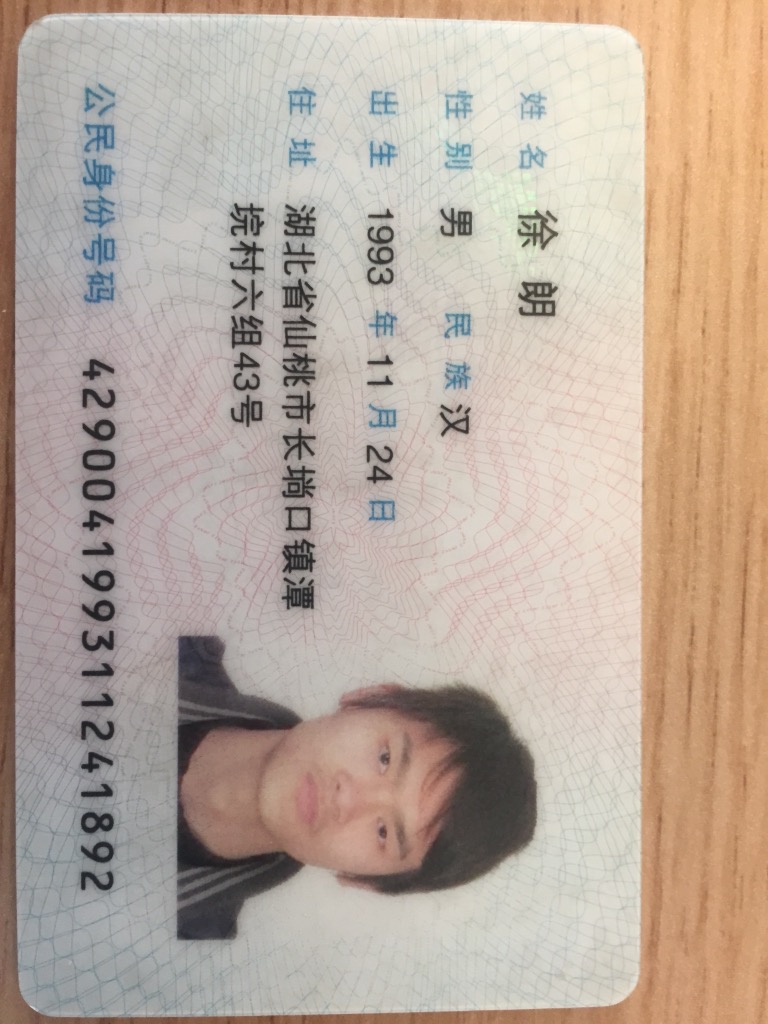 姓名 徐朗
性别 男 民族 汉
出生 1993 年 11 月 24 日
住址 湖北省仙桃市长埫口镇潭
垸村六组43号
公民身份号码 429004199311241892